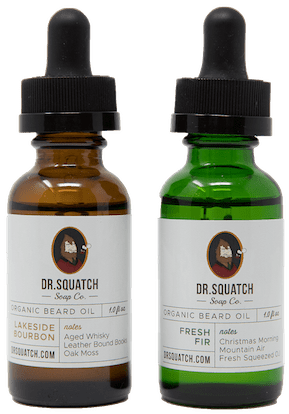 DR.SQUATCH
Soap Co.
ORGANIC BEARD OIL 1.0 fl oz
LAKESIDE
BOURBON
notes
Aged Whisky
Leather Bound Books
Oak Moss
DRSQUATCH.COM
DR.SQUATCH
Soap Co.
ORGANIC BEARD OIL 1.0 fl oz
FRESH
FIR
notes
Christmas Morning
Mountain Air
Fresh Squeezed
DRSQUATCH.COM